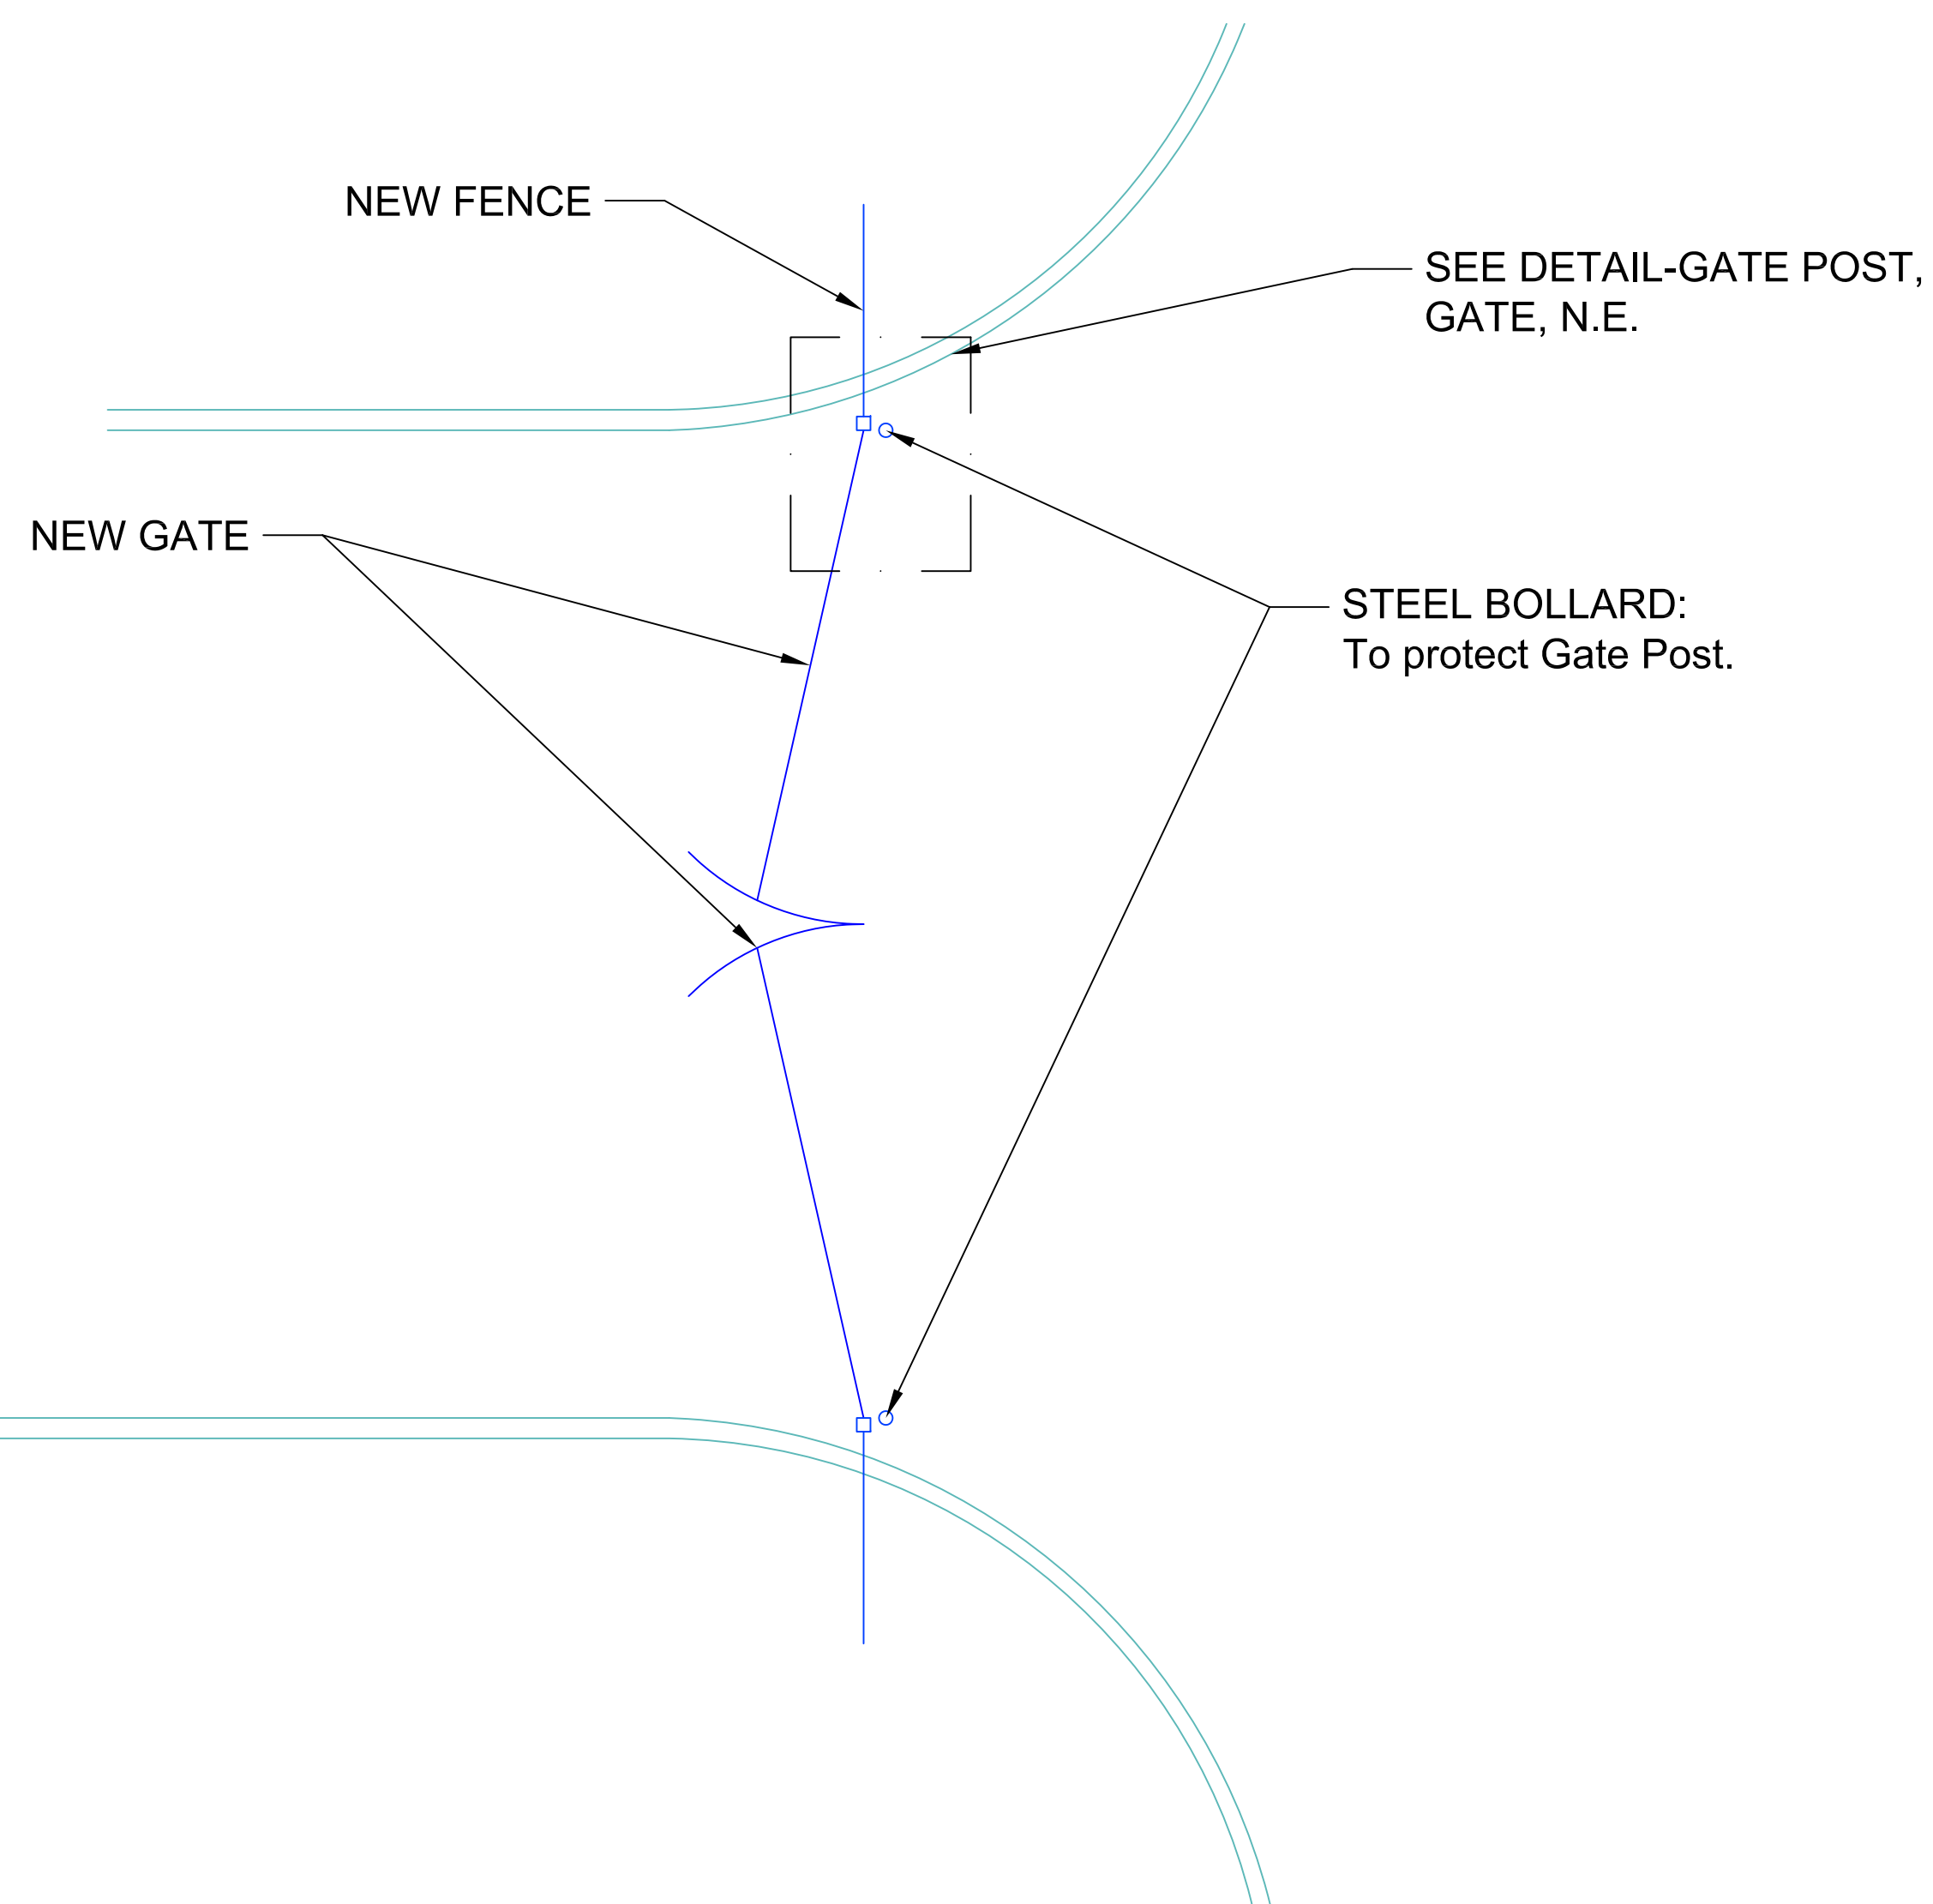 NEW FENCE
SEE DETAIL-GATE POST,
GATE, N.E.
NEW GATE
STEEL BOLLARD:
To protect Gate Post.